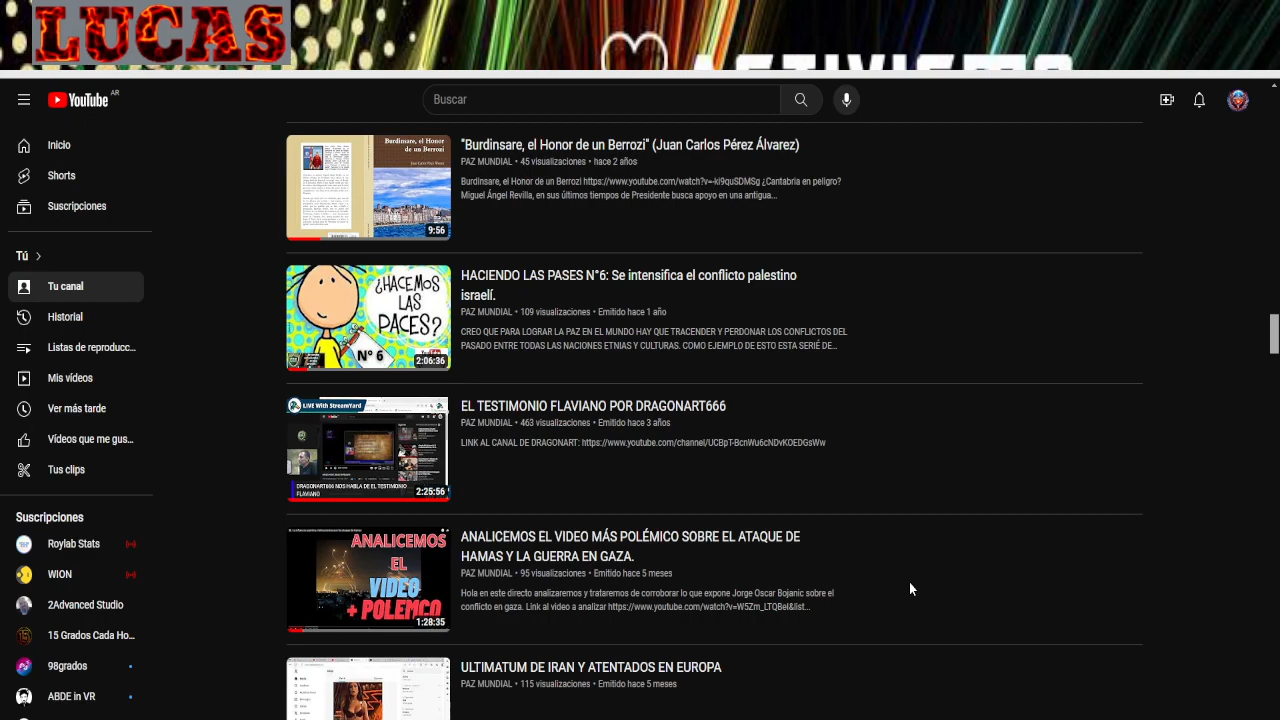 LUCAS
YouTube AR
Buscar
Inicio
Shorts
Suscripciones
Tú
Tu canal
Historial
Listas de reproducc...
Mis vídeos
Ver más tarde
Vídeos que me gus...
Tus clips
Suscripciones
Roylab Stats
WION
2Advanced Studio
15 Grados Cada Ho...
98grados
ABDE in VR
Burdinsare, el Honor
de un Berrozi
9:56
"Burdinsare, el Honor de un Berrozi" (Juan Carlos Pérez Álvarez)
PAZ MUNDIAL • 45 visualizaciones • hace 2 años
Miguel Ángel Revilla, en sus últimos tiempos de Presidente busca apoyo en una antigua...
¿HACEMOS
LAS
PACES?
N° 6
2:06:36
HACIENDO LAS PASES N°6: Se intensifica el conflicto palestino
israelí.
PAZ MUNDIAL • 109 visualizaciones • Emitido hace 1 año
CREO QUE PARA LOGRAR LA PAZ EN EL MUNDO HAY QUE TRACENDER Y PERDONAR LOS CONFLICTOS DEL
PASADO ENTRE TODAS LAS NACIONES ETNIAS Y CULTURAS. COMO EJEMPLO DE ESTO ESTA SERIÉ DE...
LIVE With StreamYard
DRAGONART666 NOS HABLA DE EL TESTIMONIO
FLAVIANO
2:25:56
EL TESTIMONIO FLAVIANO POR DRAGONART666
PAZ MUNDIAL • 463 visualizaciones • Emitido hace 3 años
LINK AL CANAL DE DRAGONART: https://www.youtube.com/channel/UCBpT-BcnWu6cNDvKOEDGsWw
ANALICEMOS
EL
VIDEO
+ POLEMCO
1:28:35
ANALICEMOS EL VIDEO MÁS POLÉMICO SOBRE EL ATAQUE DE
HAMAS Y LA GUERRA EN GAZA.
PAZ MUNDIAL • 95 visualizaciones • Emitido hace 5 meses
Hola en este directo analizaremos y trataremos de corroborar lo que expone Jorge Oscar Bojanic sobre el
conflicto en gaza. Link al video a analizar https://www.youtube.com/watch?v=W5Zm_LTQBeI&list...
ULTIMATUM DE IRAN Y ATENTADOS EN EUROPA
PAZ MUNDIAL • 115 visualizaciones • Emitido hace 5 meses